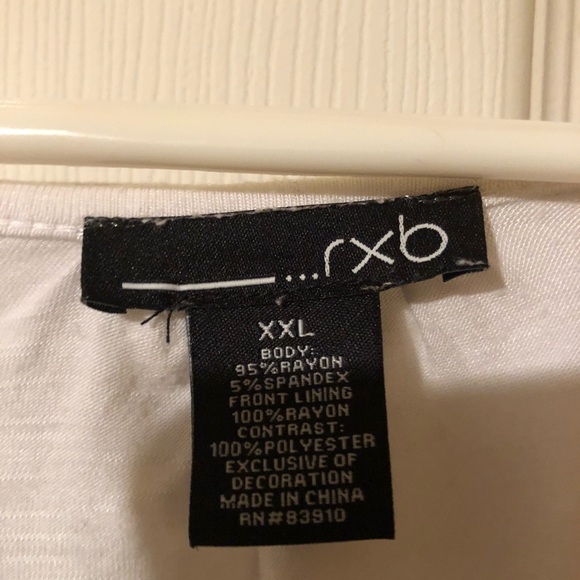 ...rxb
XXL
BODY:
95%RAYON
5%SPANDEX
FRONT LINING
100%RAYON
CONTRAST:
100%POLYESTER
EXCLUSIVE OF
DECORATION
MADE IN CHINA
RN#83910